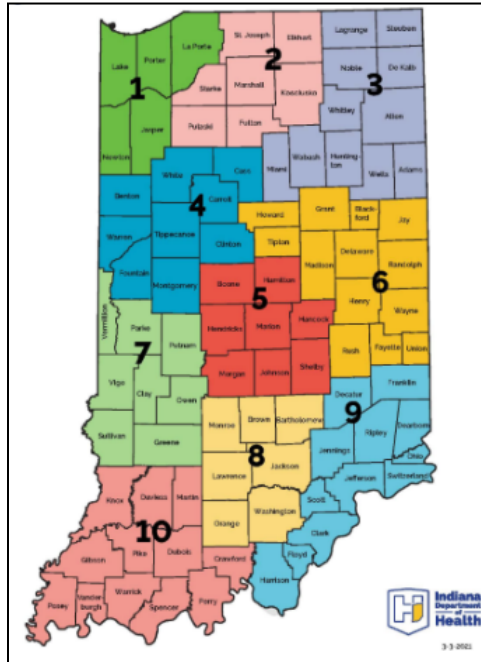 St. Joseph
Elkhart
Lagrange
Steuben
Lake
Porter
La Porte
2
1
Noble
De Kalb
3
Starke
Marshall
Kosciusko
Whitley
Allen
Newton
Jasper
Pulaski
Fulton
Miami
Wabash
Hunting-
ton
Wells
Adams
Benton
White
Cass
Carroll
4
Howard
Grant
Black-
ford
Jay
Warren
Tippecanoe
Clinton
Tipton
Madison
Delaware
Randolph
Fountain
Montgomery
Boone
Hamilton
5
6
Henry
Wayne
Vermillion
Parke
Putnam
Hendricks
Marion
Hancock
7
Rush
Fayette
Union
Vigo
Clay
Owen
Morgan
Johnson
Shelby
Decatur
Franklin
9
Sullivan
Greene
Monroe
Brown
Bartholomew
Jennings
Ripley
Dearborn
Ohio
8
Lawrence
Jackson
Jefferson
Switzerland
Knox
Daviess
Martin
Orange
Washington
Scott
Clark
10
Gibson
Pike
Dubois
Crawford
Floyd
Harrison
Posey
Vander-
burgh
Warrick
Spencer
Perry
Indiana
Department
of
Health
3-3-2021